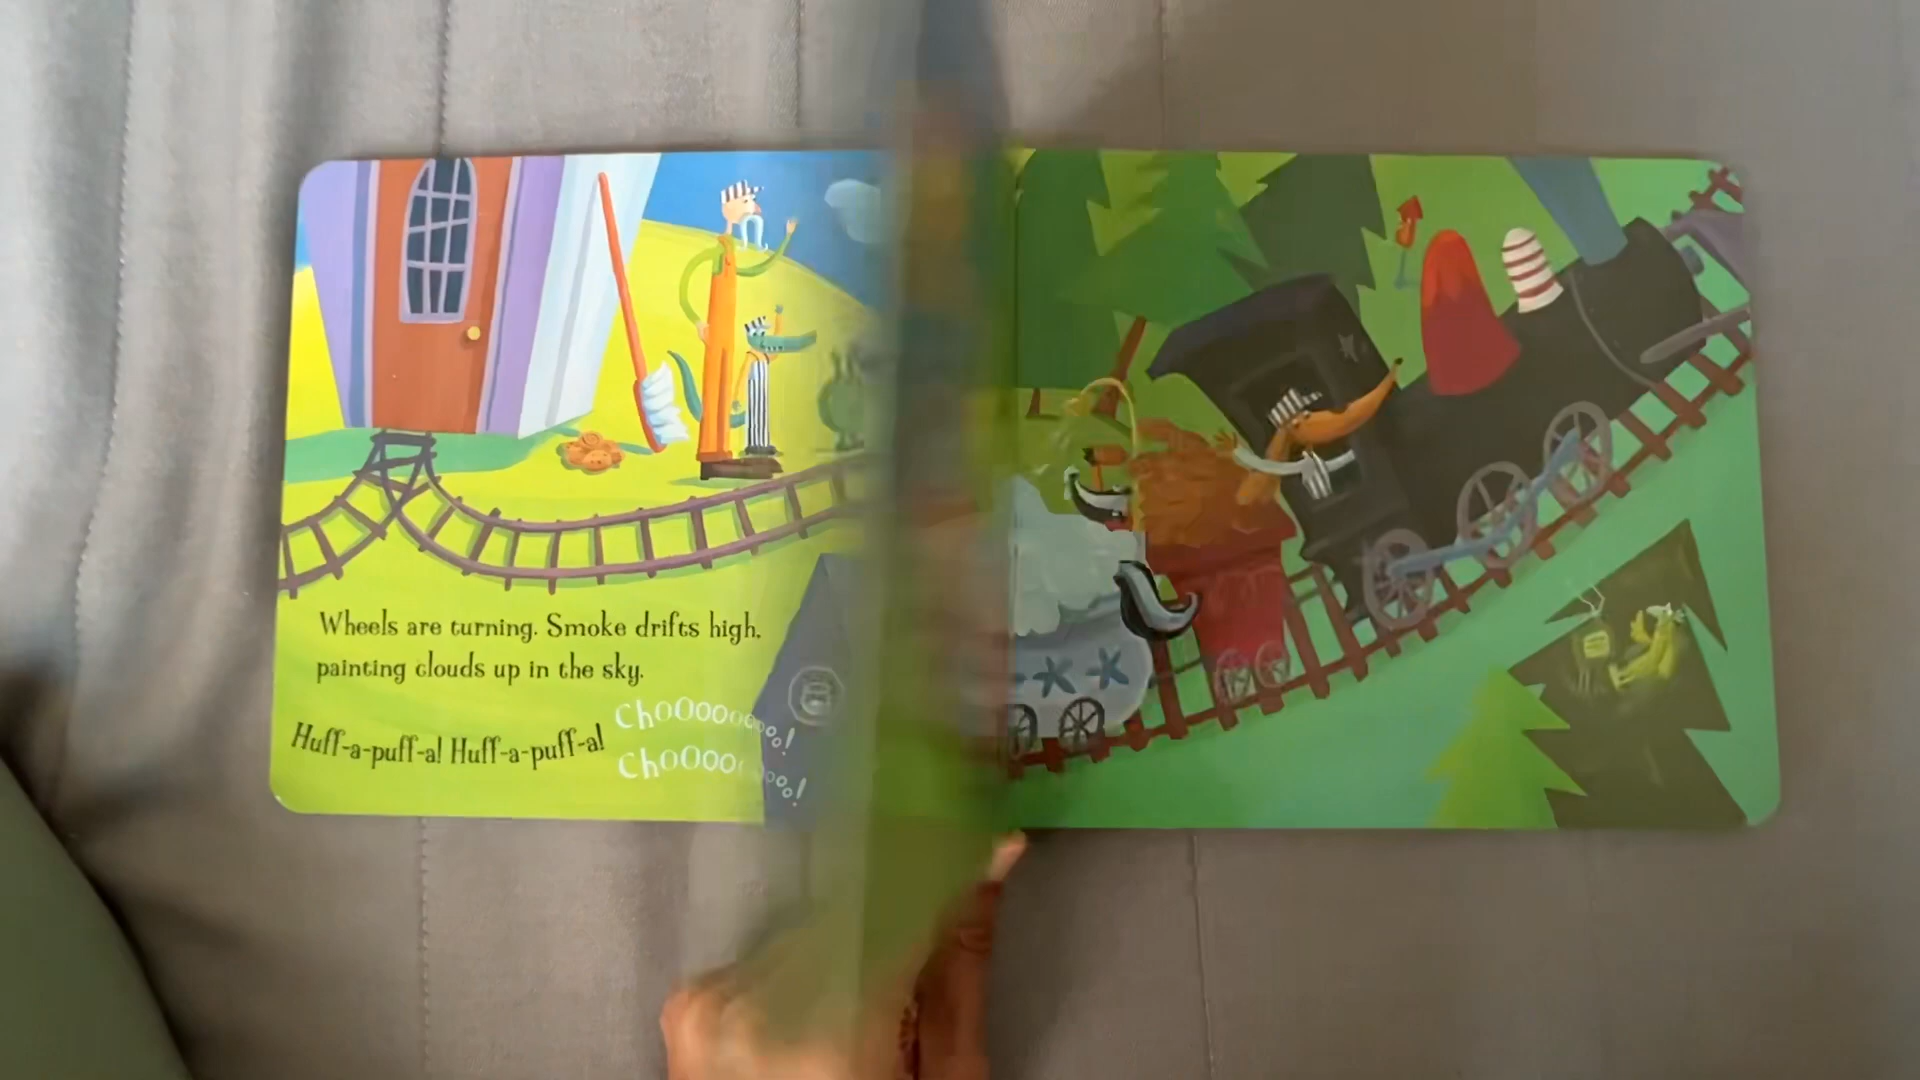 Wheels are turning. Smoke drifts high,
painting clouds up in the sky.
Huff-a-puff-a! Huff-a-puff-a!